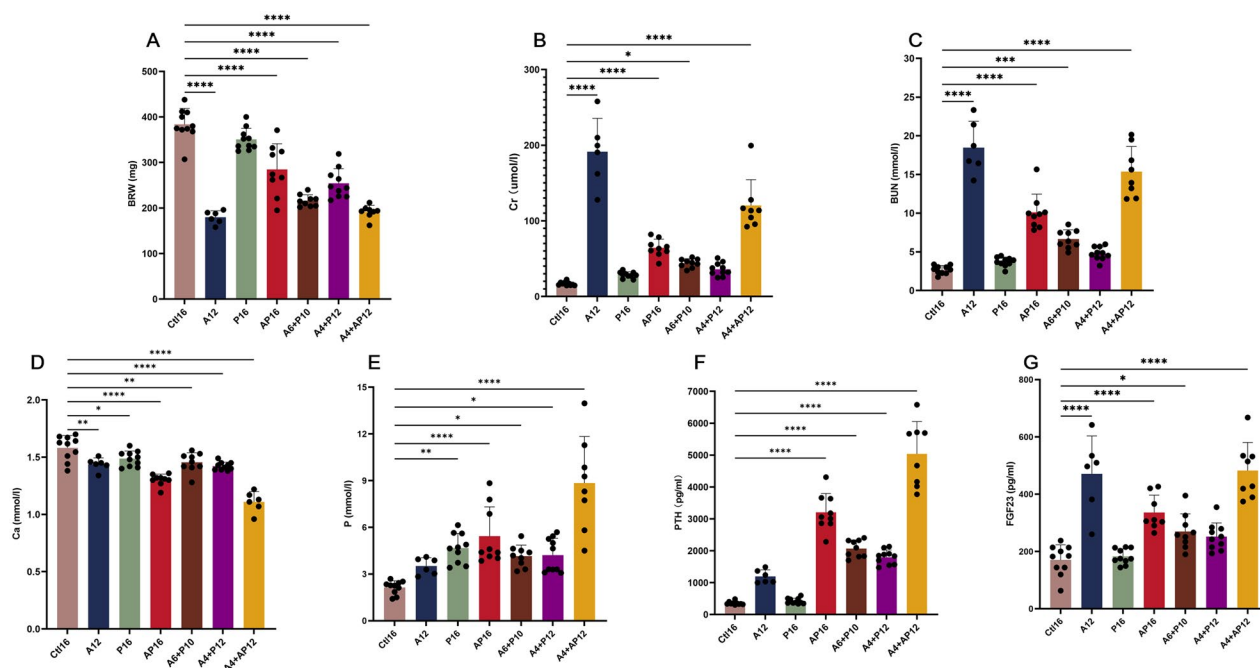 A
****
****
****
****
****
BRW (mg)
500
400
300
200
100
0
Ctl16
A12
P16
AP16
A6+P10
A4+P12
A4+AP12
B
****
*
****
****
Cr (umol/l)
300
200
100
0
Ctl16
A12
P16
AP16
A6+P10
A4+P12
A4+AP12
C
****
***
****
****
BUN (mmol/l)
30
25
20
15
10
5
0
Ctl16
A12
P16
AP16
A6+P10
A4+P12
A4+AP12
D
****
****
**
****
*
**
Ca (mmol/l)
2.0
1.5
1.0
0.5
0.0
Ctl16
A12
P16
AP16
A6+P10
A4+P12
A4+AP12
E
****
*
*
****
**
P (mmol/l)
15
12
9
6
3
0
Ctl16
A12
P16
AP16
A6+P10
A4+P12
A4+AP12
F
****
****
****
****
PTH (pg/ml)
7000
6000
5000
4000
3000
2000
1000
0
Ctl16
A12
P16
AP16
A6+P10
A4+P12
A4+AP12
G
****
*
****
****
FGF23 (pg/ml)
800
600
400
200
0
Ctl16
A12
P16
AP16
A6+P10
A4+P12
A4+AP12